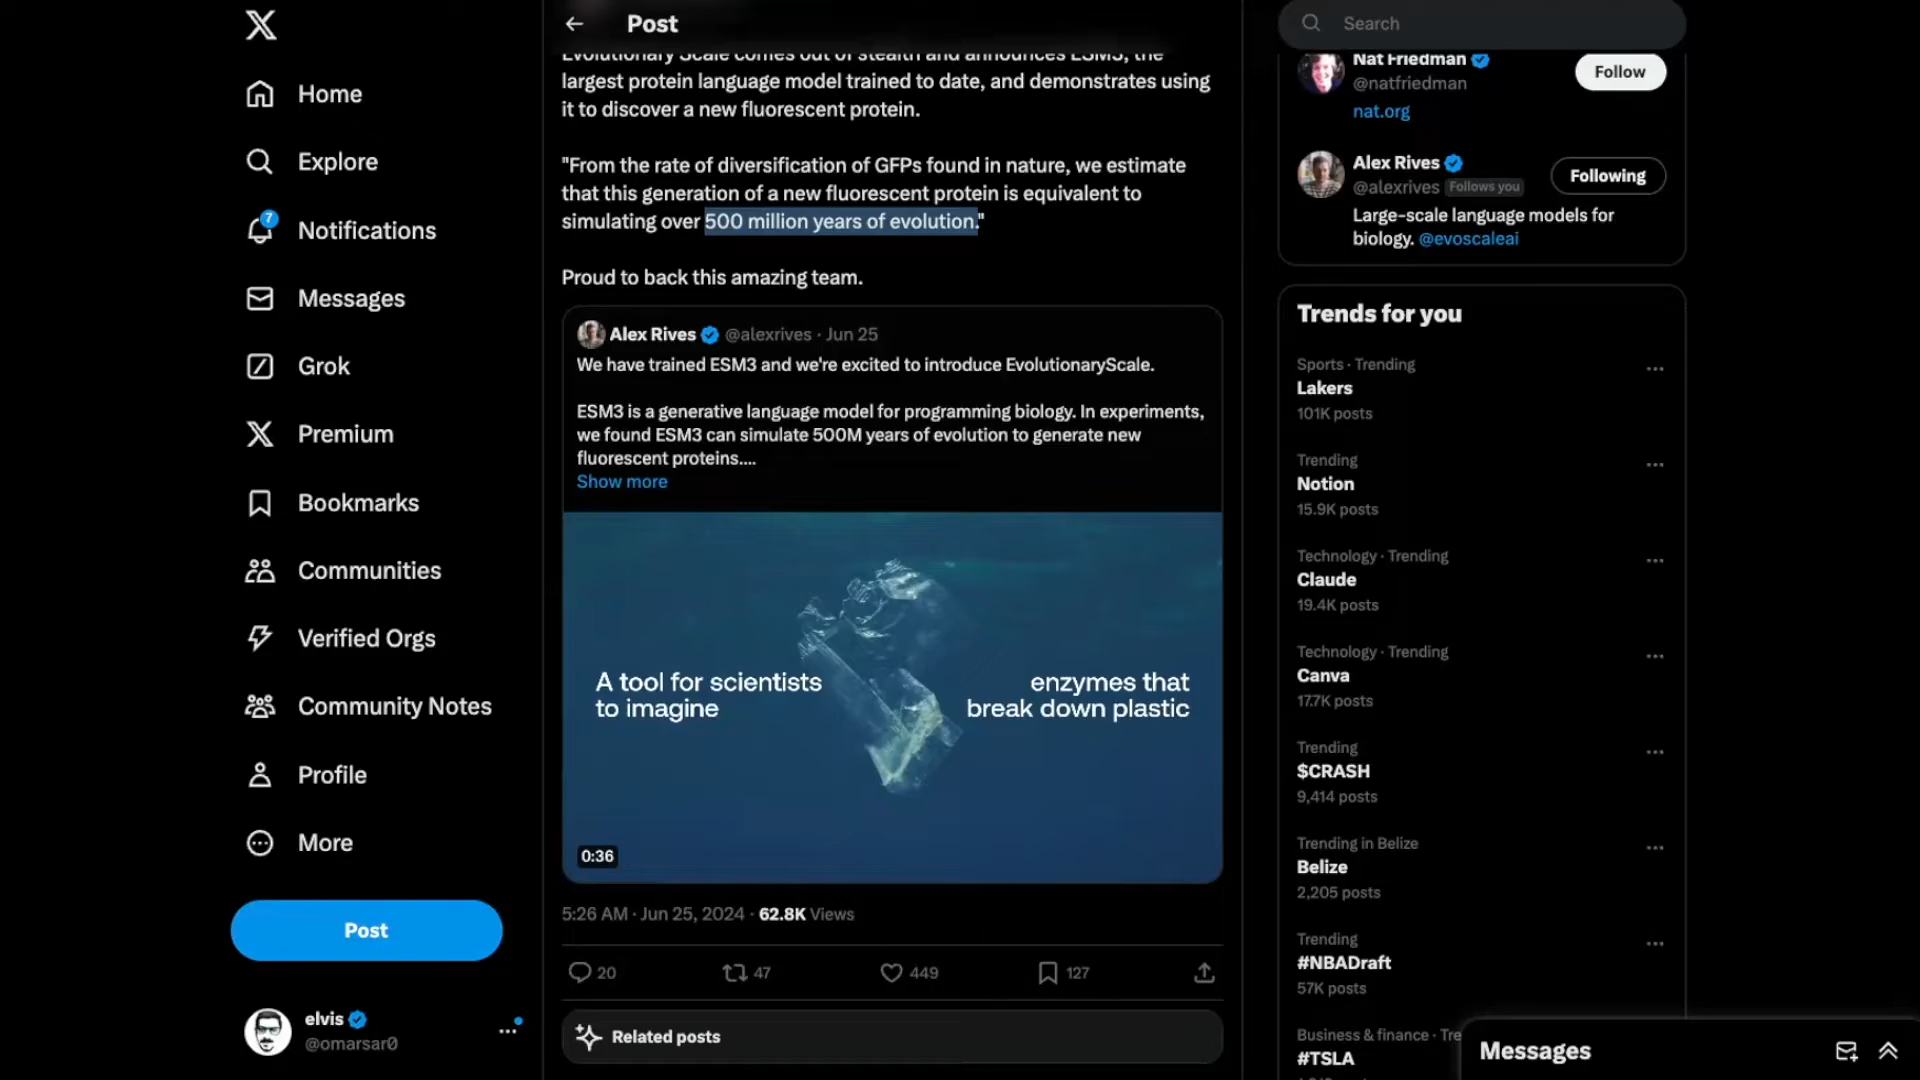 Home
Explore
7
Notifications
Messages
Grok
Premium
Bookmarks
Communities
Verified Orgs
Community Notes
Profile
More
Post
elvis
@omarsar0
Post
Evolutionary Scale comes out of stealth and announces ESM3, the
largest protein language model trained to date, and demonstrates using
it to discover a new fluorescent protein.
"From the rate of diversification of GFPs found in nature, we estimate
that this generation of a new fluorescent protein is equivalent to
simulating over 500 million years of evolution."
Proud to back this amazing team.
Alex Rives @alexrives · Jun 25
We have trained ESM3 and we're excited to introduce EvolutionaryScale.
ESM3 is a generative language model for programming biology. In experiments,
we found ESM3 can simulate 500M years of evolution to generate new
fluorescent proteins....
Show more
A tool for scientists
to imagine
enzymes that
break down plastic
0:36
5:26 AM · Jun 25, 2024 · 62.8K Views
20 47 449 127
Related posts
Search
Nat Friedman
@natfriedman
Follow
nat.org
Alex Rives
@alexrives Follows you
Following
Large-scale language models for
biology. @evoscaleai
Trends for you
Sports · Trending
Lakers
101K posts
Trending
Notion
15.9K posts
Technology · Trending
Claude
19.4K posts
Technology · Trending
Canva
17.7K posts
Trending
$CRASH
9,414 posts
Trending in Belize
Belize
2,205 posts
Trending
#NBADraft
57K posts
Business & finance · Tre
#TSLA
Messages